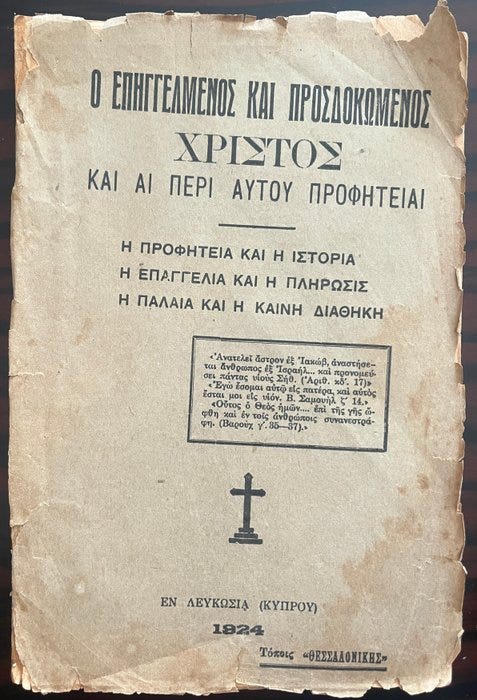 Ο ΕΠΗΓΓΕΛΜΕΝΟΣ ΚΑΙ ΠΡΟΣΔΟΚΩΜΕΝΟΣ
ΧΡΙΣΤΟΣ
ΚΑΙ ΑΙ ΠΕΡΙ ΑΥΤΟΥ ΠΡΟΦΗΤΕΙΑΙ
Η ΠΡΟΦΗΤΕΙΑ ΚΑΙ Η ΙΣΤΟΡΙΑ
Η ΕΠΑΓΓΕΛΙΑ ΚΑΙ Η ΠΛΗΡΩΣΙΣ
Η ΠΑΛΑΙΑ ΚΑΙ Η ΚΑΙΝΗ ΔΙΑΘΗΚΗ
«Ἀνατελεῖ ἄστρον ἐξ Ἰακώβ, ἀναστήσε-
ται ἄνθρωπος ἐξ Ἰσραήλ... καὶ προνομεύ-
σει πάντας υἱοὺς Σήθ. (Ἀριθ. κδ΄. 17)»
«Ἐγὼ ἔσομαι αὐτῷ εἰς πατέρα, καὶ αὐτὸς
ἔσται μοι εἰς υἱόν. Β. Σαμουὴλ ζ΄ 14.»
«Οὗτος ὁ Θεὸς ἡμῶν.... ἐπὶ τῆς γῆς ὤ-
φθη καὶ ἐν τοῖς ἀνθρώποις συνανεστρά-
φη. (Βαροὺχ γ΄. 35—37).»
ΕΝ ΛΕΥΚΩΣΙᾼ (ΚΥΠΡΟΥ)
1924
Τύποις “ΘΕΣΣΑΛΟΝΙΚΗΣ”